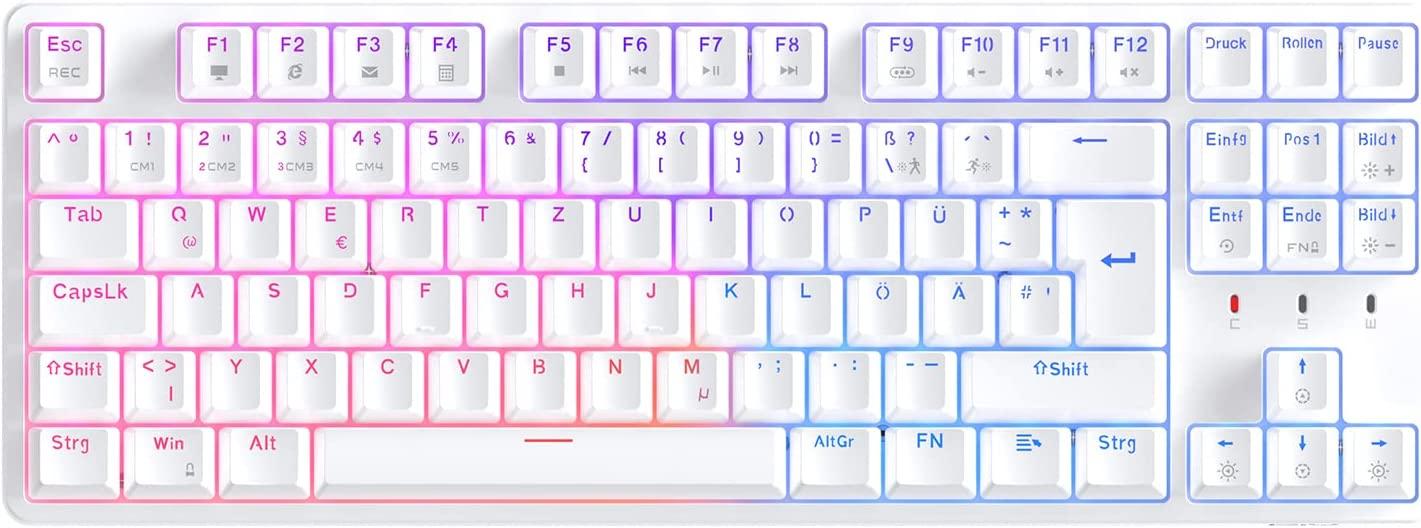 Esc F1 F2 F3 F4 F5 F6 F7 F8 F9 F10 F11 F12 Druck Rollen Pause
REC
^ ° 1 ! 2 " 3 § 4 $ 5 % 6 & 7 / 8 ( 9 ) 0 = ß ? ´ ` ← Einfg Pos1 Bild↑
CM1 2CM2 3CM3 CM4 CM5 { [ ] } \ +
Tab Q W E R T Z U I O P Ü + * Entf Ende Bild↓
@ € ~ ↵ FN −
CapsLk A S D F G H J K L Ö Ä # '
C S W
⇧Shift < > Y X C V B N M , ; . : - _ ⇧Shift ↑
| µ
Strg Win Alt AltGr FN Strg ← ↓ →